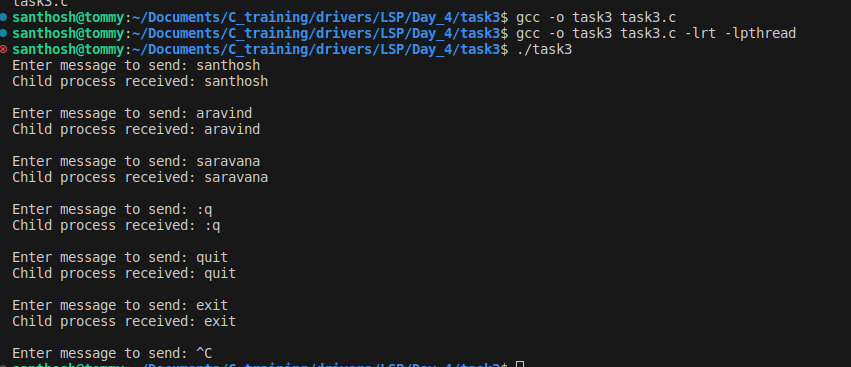 task3.c
santhosh@tommy:~/Documents/C_training/drivers/LSP/Day_4/task3$ gcc -o task3 task3.c
santhosh@tommy:~/Documents/C_training/drivers/LSP/Day_4/task3$ gcc -o task3 task3.c -lrt -lpthread
santhosh@tommy:~/Documents/C_training/drivers/LSP/Day_4/task3$ ./task3
Enter message to send: santhosh
Child process received: santhosh
Enter message to send: aravind
Child process received: aravind
Enter message to send: saravana
Child process received: saravana
Enter message to send: :q
Child process received: :q
Enter message to send: quit
Child process received: quit
Enter message to send: exit
Child process received: exit
Enter message to send: ^C
santhosh@tommy:~/Documents/C_training/drivers/LSP/Day_4/task3$